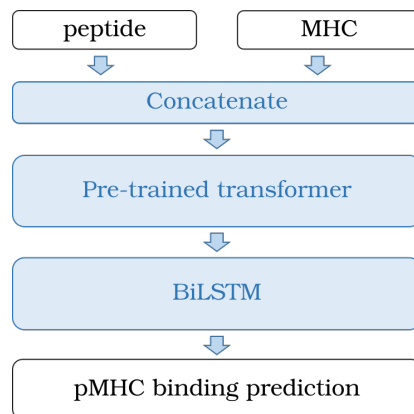 peptide
MHC
Concatenate
Pre-trained transformer
BiLSTM
pMHC binding prediction